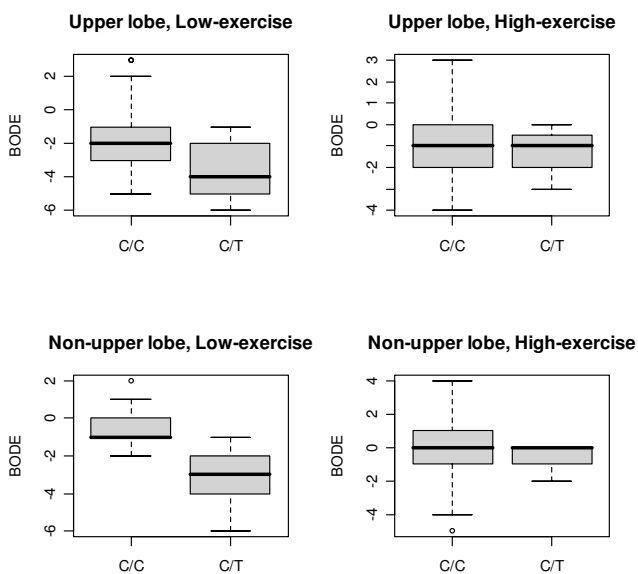 Upper lobe, Low-exercise
BODE
2
0
-2
-4
-6
C/C C/T
Upper lobe, High-exercise
BODE
3
2
1
0
-2
-4
C/C C/T
Non-upper lobe, Low-exercise
BODE
2
0
-2
-4
-6
C/C C/T
Non-upper lobe, High-exercise
BODE
4
2
0
-2
-4
C/C C/T